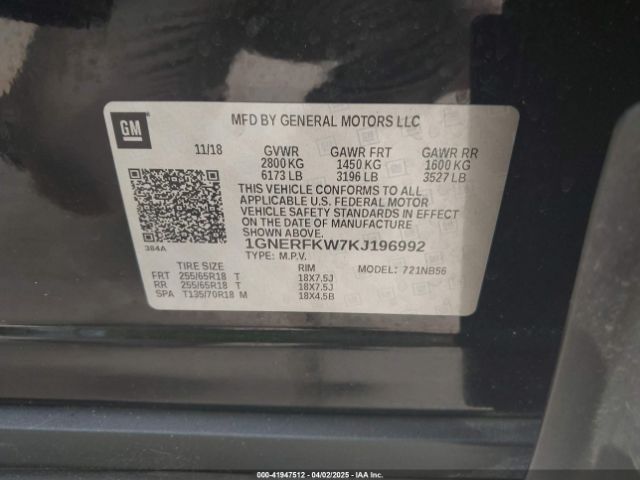 GM
MFD BY GENERAL MOTORS LLC
11/18 GVWR GAWR FRT GAWR RR
2800 KG 1450 KG 1600 KG
6173 LB 3196 LB 3527 LB
THIS VEHICLE CONFORMS TO ALL
APPLICABLE U.S. FEDERAL MOTOR
VEHICLE SAFETY STANDARDS IN EFFECT
ON THE DATE OF MANUFACTURE
SHOWN ABOVE.
384A
1GNERFKW7KJ196992
TYPE: M.P.V.
TIRE SIZE RIM MODEL: 721NB56
FRT 255/65R18 T 18X7.5J
RR 255/65R18 T 18X7.5J
SPA T135/70R18 M 18X4.5B
000-41947512 - 04/02/2025 - COPYRIGHT IAA, LLC.